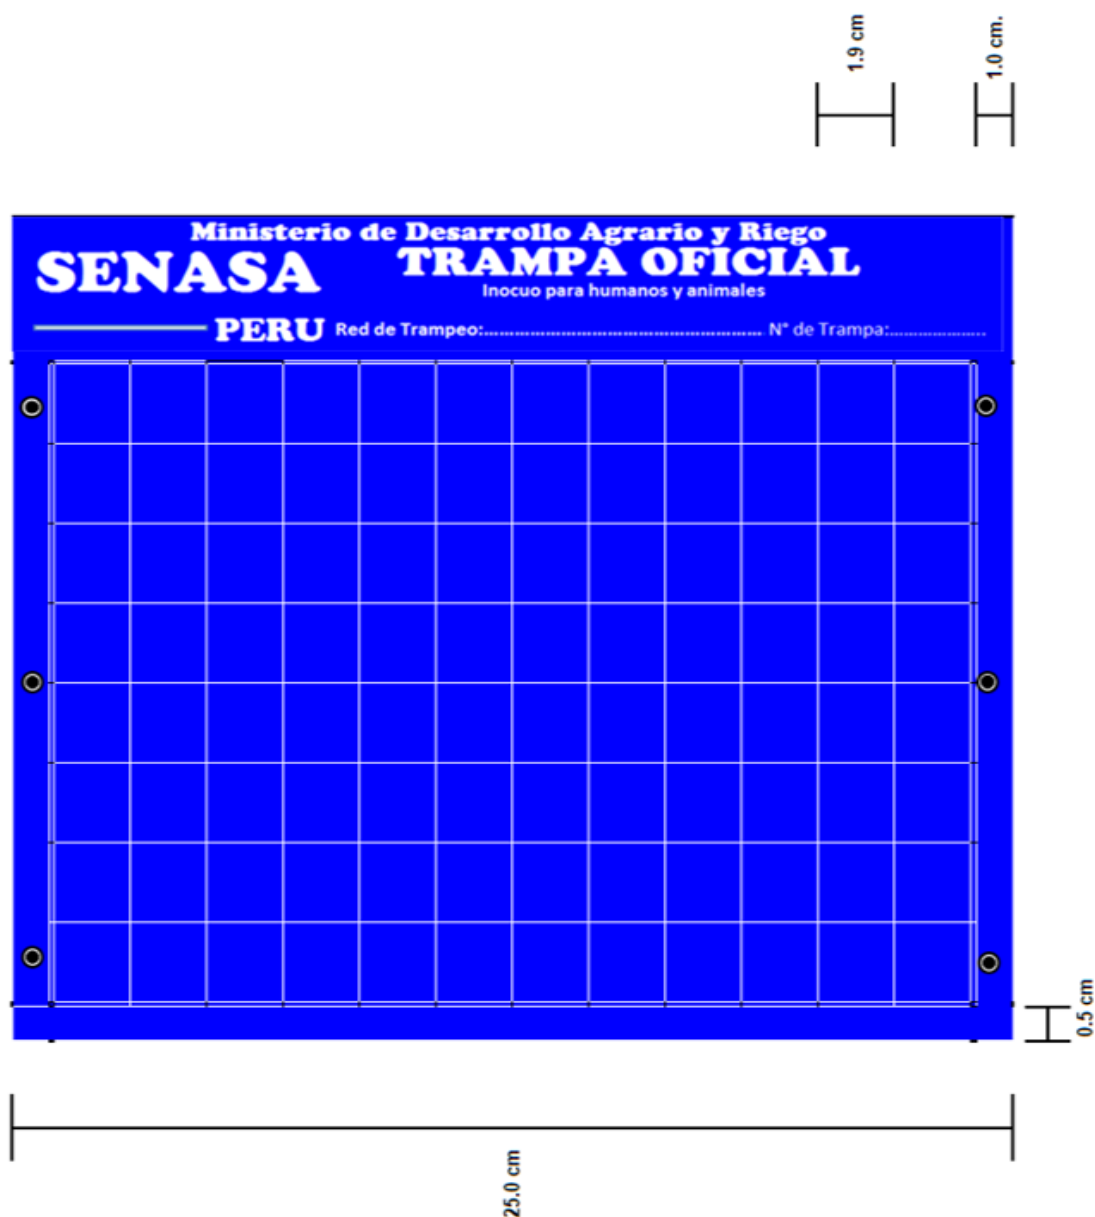 1.9 cm
1.0 cm.
Ministerio de Desarrollo Agrario y Riego
SENASA
TRAMPA OFICIAL
Inocuo para humanos y animales
PERU Red de Trampeo:........................................................ N° de Trampa:.....................
0.5 cm
25.0 cm